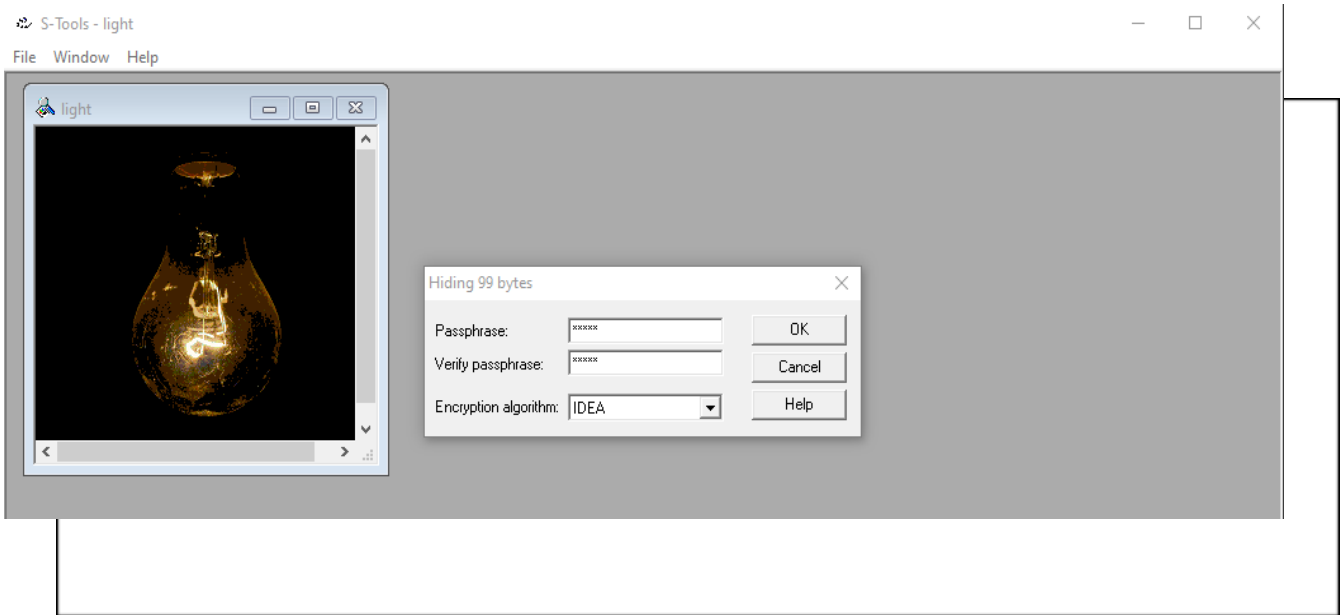 S-Tools - light
File Window Help
light
Hiding 99 bytes
Passphrase: *****
OK
Verify passphrase: *****
Cancel
Encryption algorithm: IDEA
Help